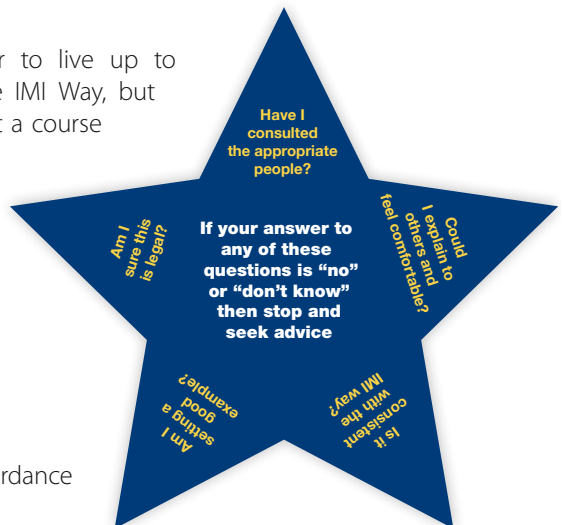 r to live up to
e IMI Way, but
t a course
Have I
consulted
the appropriate
people?
Could
I explain to
others and
feel comfortable?
Is it
consistent
with the
IMI way?
Am I
setting a
good
example?
Am I
sure this
is legal?
If your answer to
any of these
questions is “no”
or “don’t know”
then stop and
seek advice
rdance